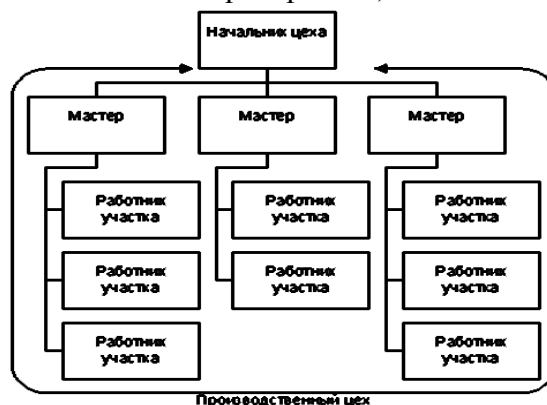 Начальник цеха
Мастер
Мастер
Мастер
Работник
участка
Работник
участка
Работник
участка
Работник
участка
Работник
участка
Работник
участка
Работник
участка
Работник
участка
Производственный цех